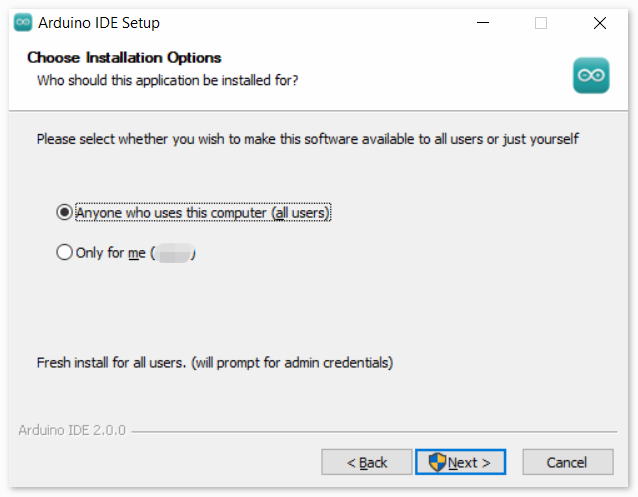 Arduino IDE Setup
Choose Installation Options
Who should this application be installed for?
Please select whether you wish to make this software available to all users or just yourself
Anyone who uses this computer (all users)
Only for me ( )
Fresh install for all users. (will prompt for admin credentials)
Arduino IDE 2.0.0
< Back
Next >
Cancel